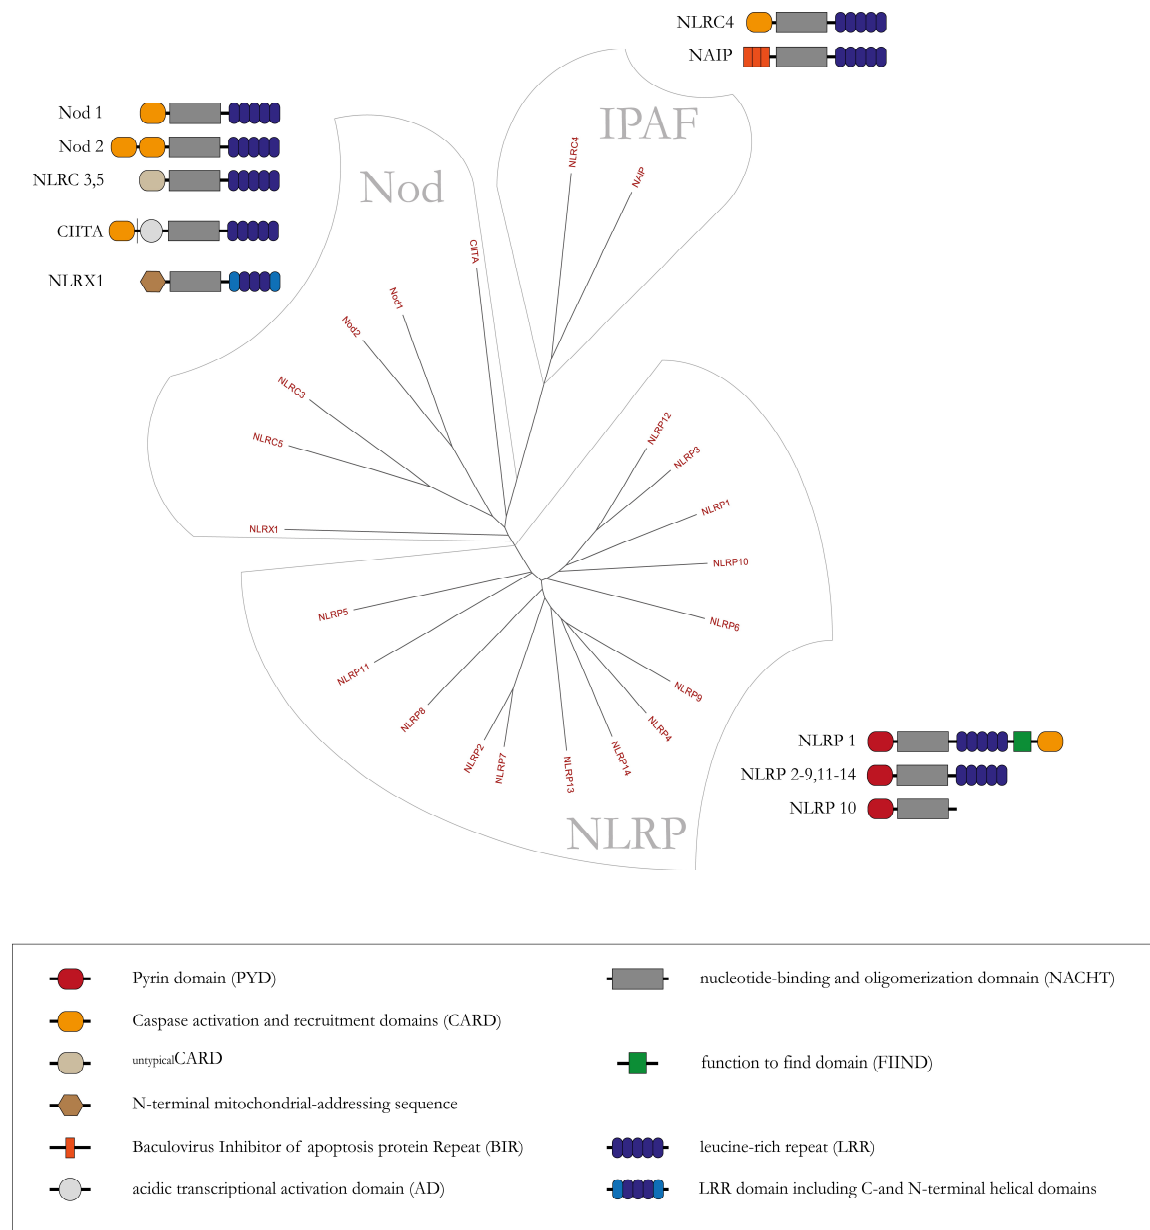 NLRC4
NAIP
IPAF
Nod 1
Nod 2
NLRC 3,5
CIITA
NLRX1
Nod
NLRC4
NAIP
CIITA
Nod1
Nod2
NLRC3
NLRC5
NLRX1
NLRP12
NLRP3
NLRP1
NLRP10
NLRP6
NLRP5
NLRP11
NLRP8
NLRP2
NLRP7
NLRP13
NLRP14
NLRP4
NLRP9
NLRP
NLRP 1
NLRP 2-9,11-14
NLRP 10
Pyrin domain (PYD)
nucleotide-binding and oligomerization domnain (NACHT)
Caspase activation and recruitment domains (CARD)
untypicalCARD
function to find domain (FIIND)
N-terminal mitochondrial-addressing sequence
Baculovirus Inhibitor of apoptosis protein Repeat (BIR)
leucine-rich repeat (LRR)
acidic transcriptional activation domain (AD)
LRR domain including C-and N-terminal helical domains